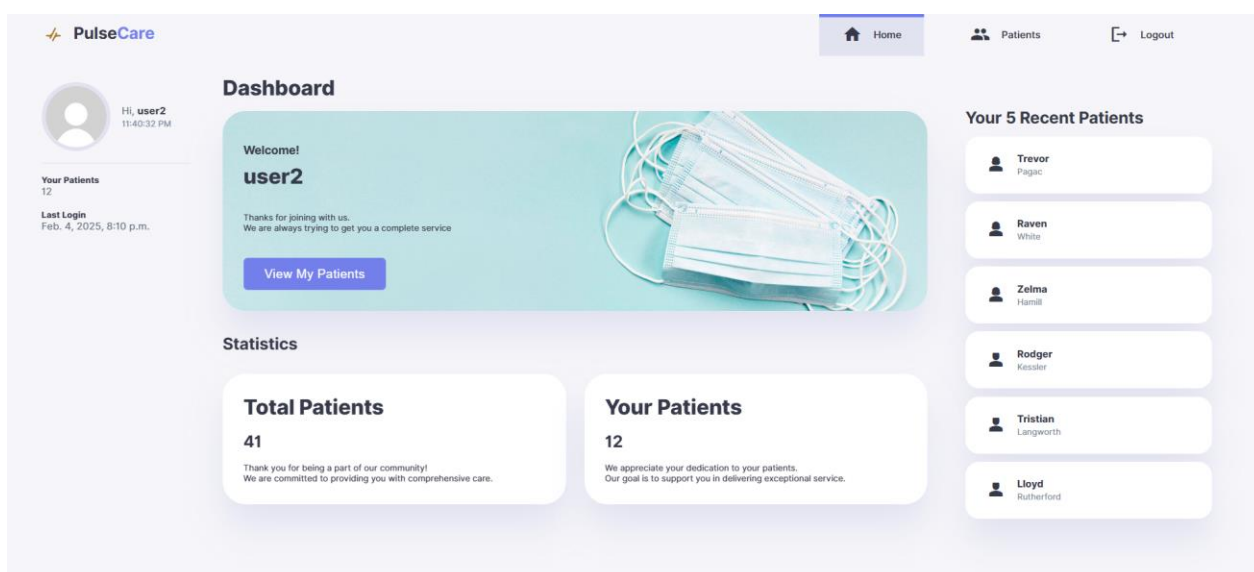 PulseCare
Home
Patients
Logout
Hi, user2
11:40:32 PM
Your Patients
12
Last Login
Feb. 4, 2025, 8:10 p.m.
Dashboard
Welcome!
user2
Thanks for joining with us.
We are always trying to get you a complete service
View My Patients
Statistics
Total Patients
41
Thank you for being a part of our community!
We are committed to providing you with comprehensive care.
Your Patients
12
We appreciate your dedication to your patients.
Our goal is to support you in delivering exceptional service.
Your 5 Recent Patients
Trevor
Pagac
Raven
White
Zelma
Hamill
Rodger
Kessler
Tristian
Langworth
Lloyd
Rutherford